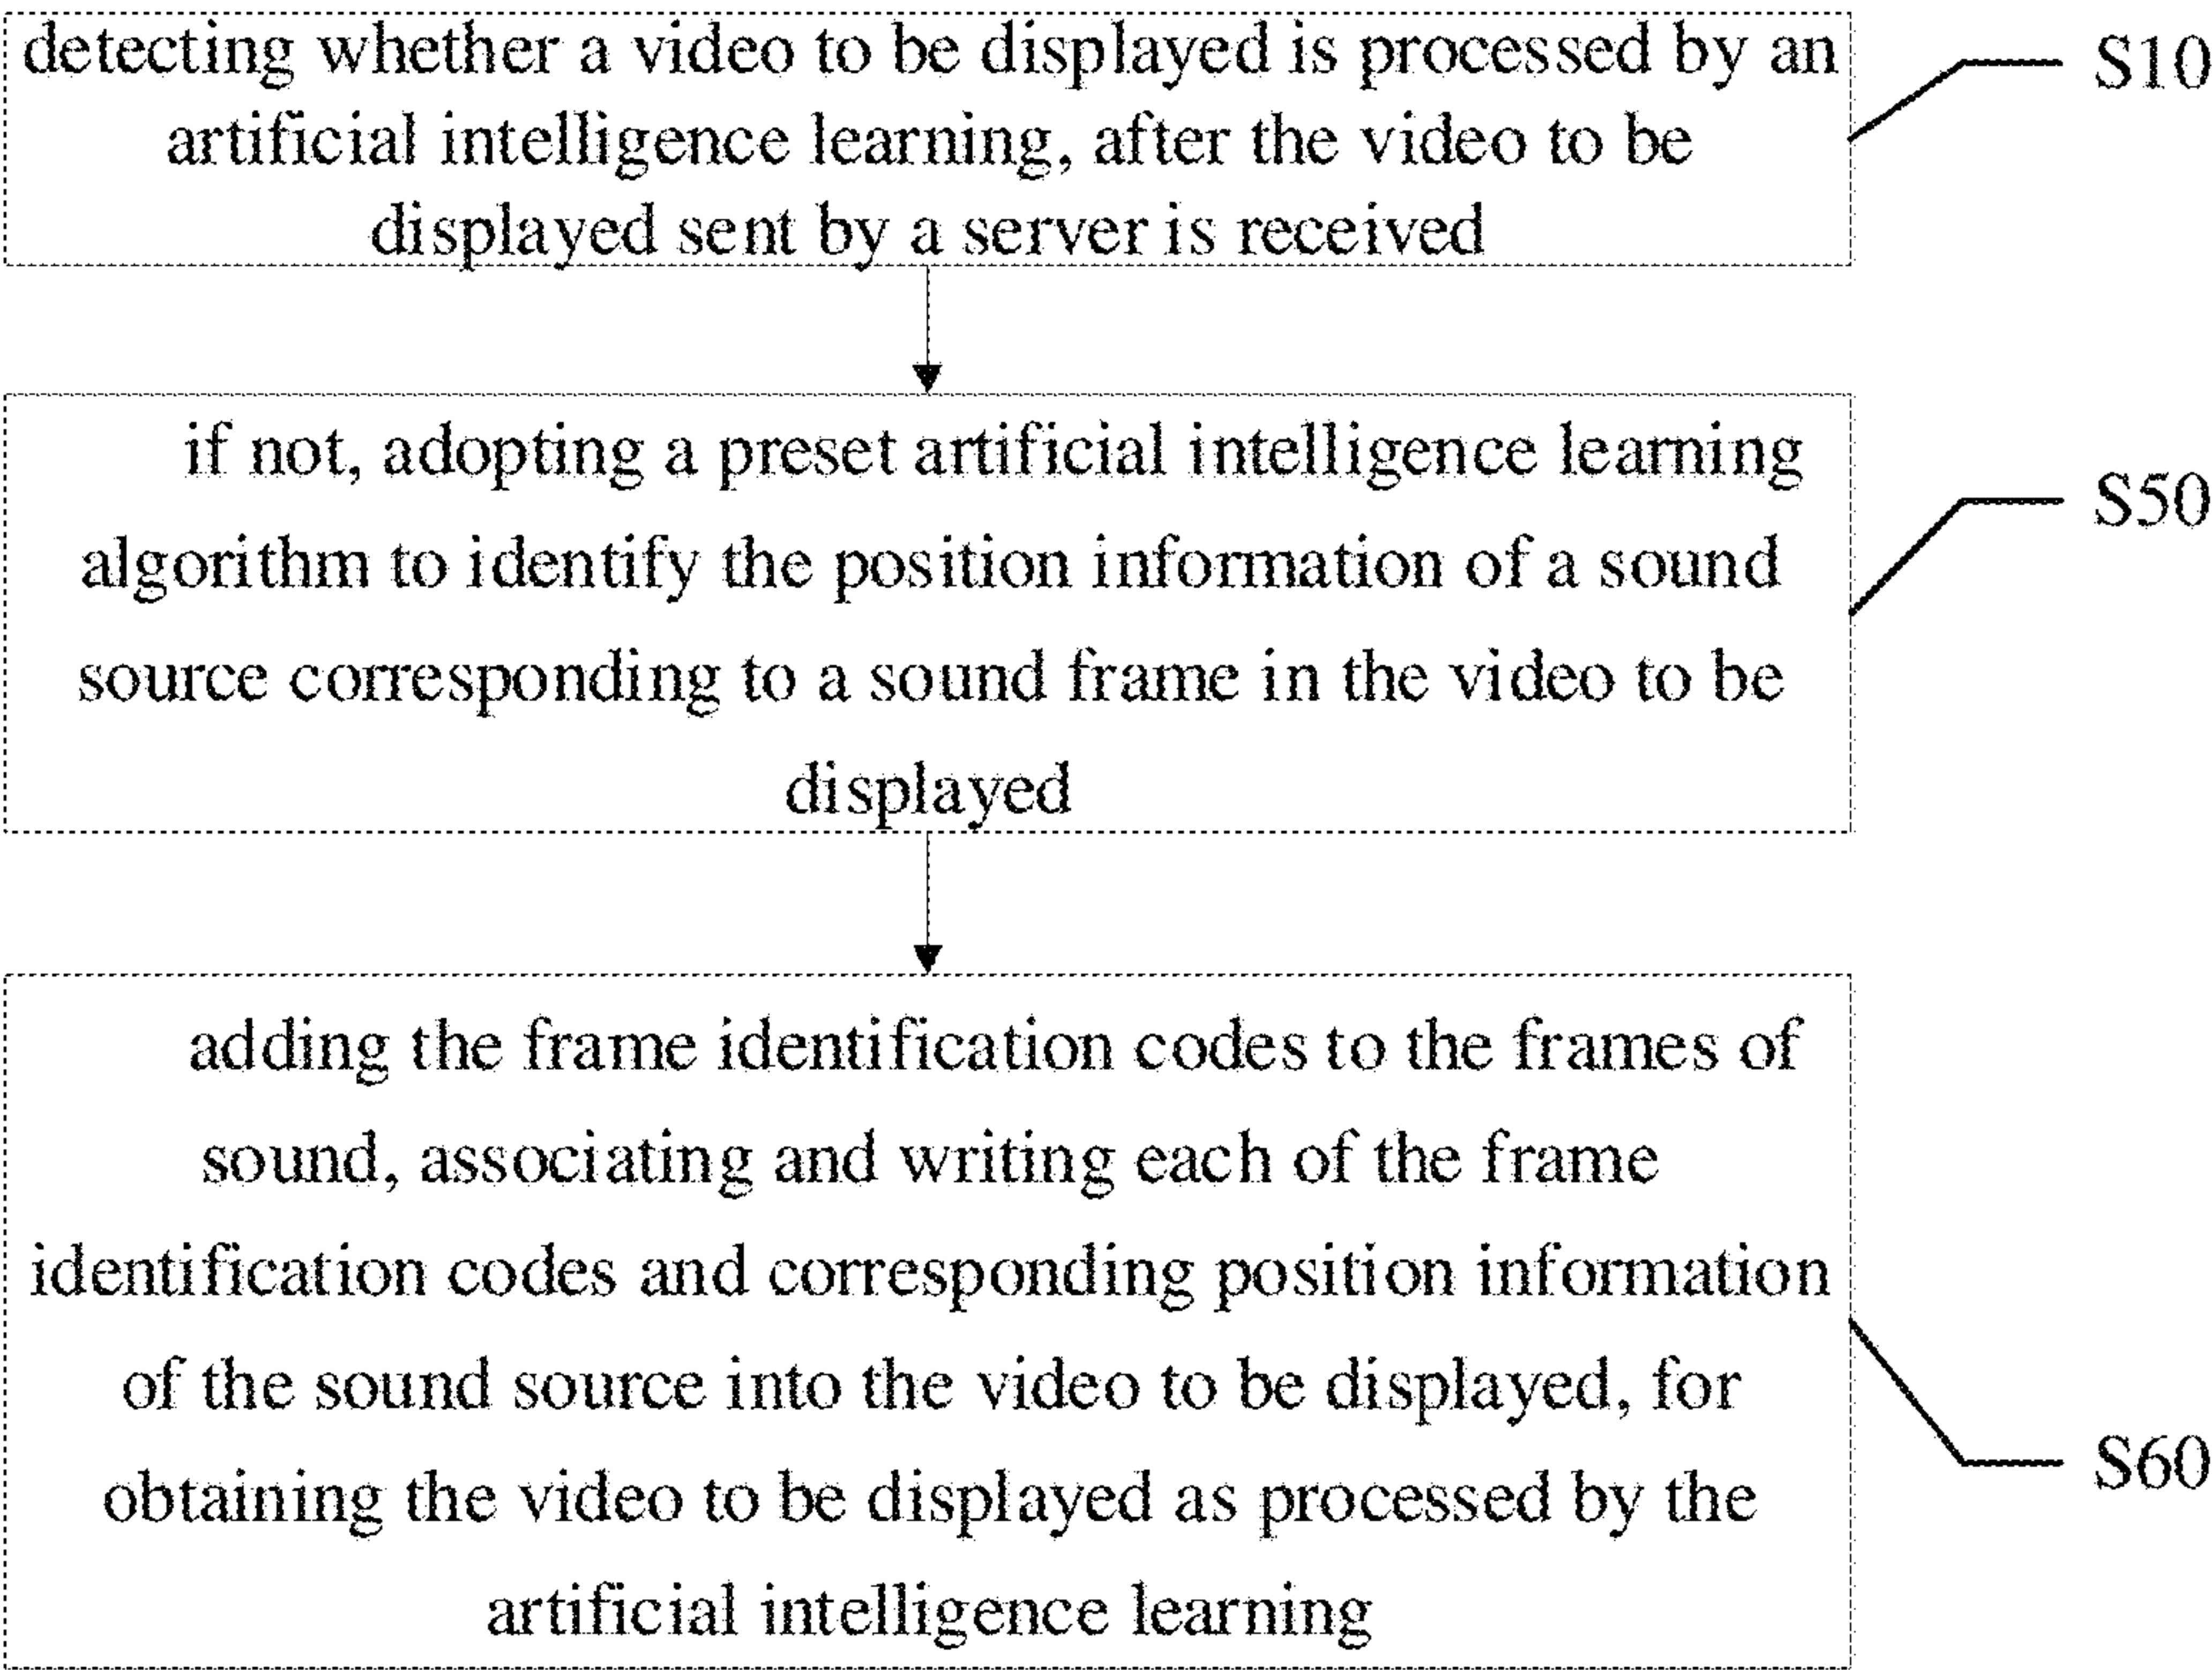 detecting whether a video to be displayed is processed by an
artificial intelligence learning, after the video to be
displayed sent by a server is received
S10
if not, adopting a preset artificial intelligence learning
algorithm to identify the position information of a sound
source corresponding to a sound frame in the video to be
displayed
S50
adding the frame identification codes to the frames of
sound, associating and writing each of the frame
identification codes and corresponding position information
of the sound source into the video to be displayed, for
obtaining the video to be displayed as processed by the
artificial intelligence learning
S60